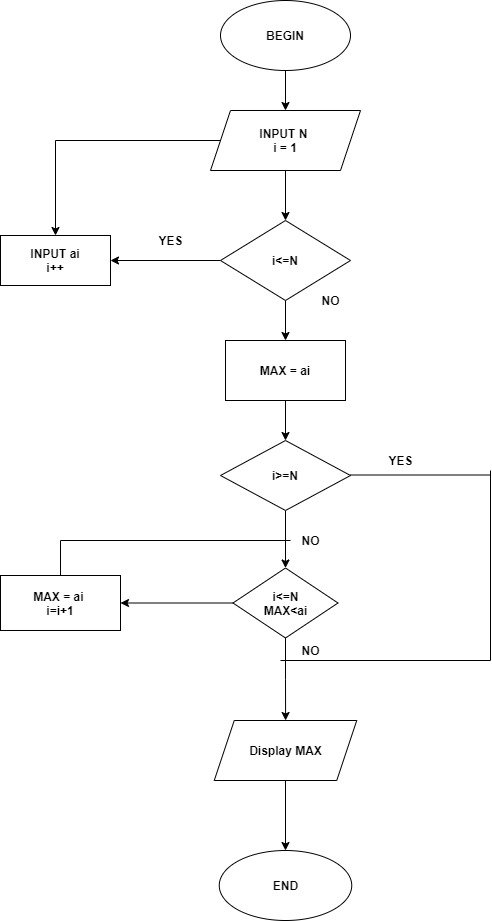 BEGIN
INPUT N
i = 1
YES
INPUT ai
i++
i<=N
NO
MAX = ai
i>=N
YES
NO
MAX = ai
i=i+1
i<=N
MAX<ai
NO
Display MAX
END